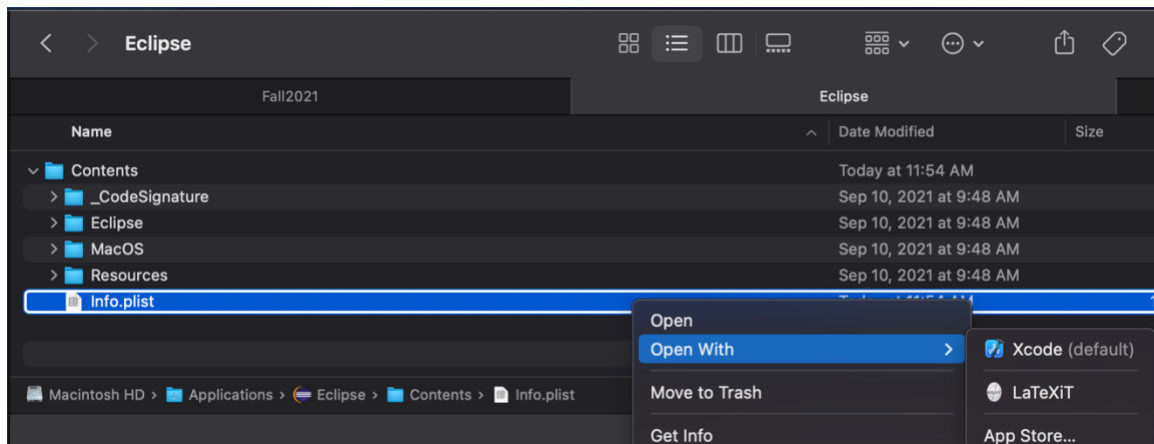 Eclipse
Fall2021 Eclipse
Name Date Modified Size
Contents Today at 11:54 AM
_CodeSignature Sep 10, 2021 at 9:48 AM
Eclipse Sep 10, 2021 at 9:48 AM
MacOS Sep 10, 2021 at 9:48 AM
Resources Sep 10, 2021 at 9:48 AM
Info.plist
Open
Open With Xcode (default)
Macintosh HD › Applications › Eclipse › Contents › Info.plist
Move to Trash LaTeXiT
Get Info App Store...